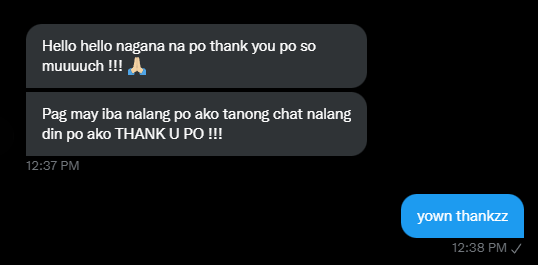 Hello hello nagana na po thank you po so
muuuuch !!! 🙏🏻
Pag may iba nalang po ako tanong chat nalang
din po ako THANK U PO !!!
12:37 PM
yown thankzz
12:38 PM ✓